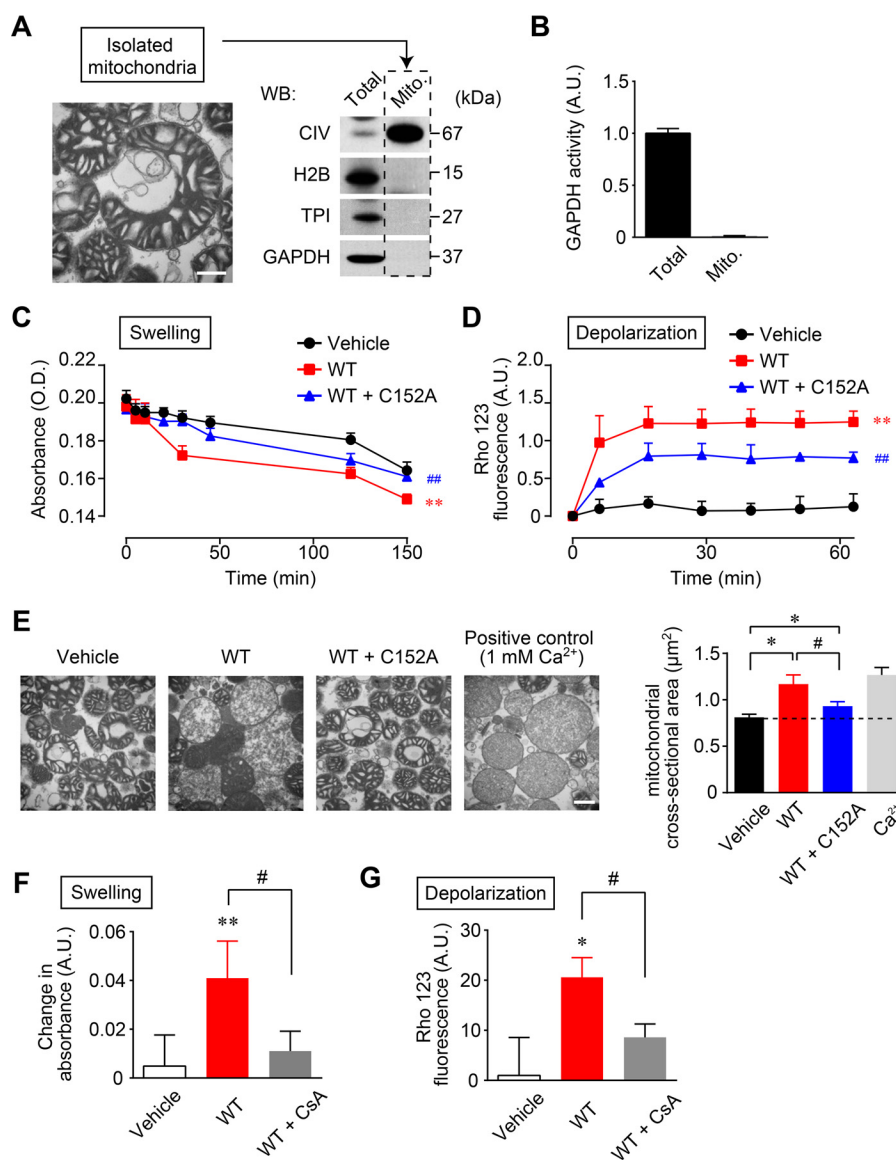 A
Isolated
mitochondria
WB:
Total
Mito.
(kDa)
CIV
67
H2B
15
TPI
27
GAPDH
37
B
GAPDH activity (A.U.)
1.5
1.0
0.5
0
Total
Mito.
C
Swelling
Vehicle
WT
WT + C152A
Absorbance (O.D.)
0.22
0.20
0.18
0.16
0.14
##
**
0
50
100
150
Time (min)
D
Depolarization
Vehicle
WT
WT + C152A
Rho 123
fluorescence (A.U.)
2.0
1.5
1.0
0.5
0
**
##
0
30
60
Time (min)
E
Vehicle
WT
WT + C152A
Positive control
(1 mM Ca²⁺)
mitochondrial
cross-sectional area (μm²)
1.5
1.0
0.5
0
*
*
#
Vehicle
WT
WT + C152A
Ca²⁺
F
Swelling
Change in
absorbance (A.U.)
0.06
0.04
0.02
0
**
#
Vehicle
WT
WT + CsA
G
Depolarization
Rho 123
fluorescence (A.U.)
30
20
10
0
*
#
Vehicle
WT
WT + CsA